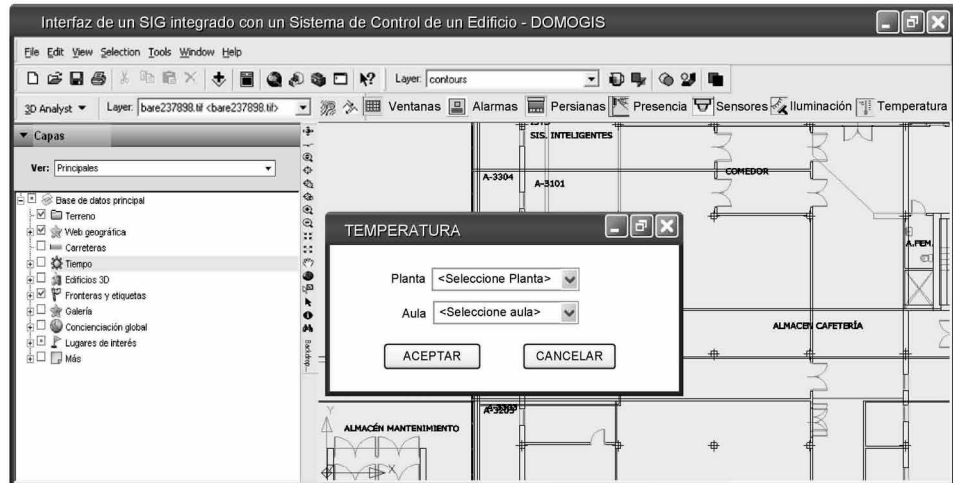 Interfaz de un SIG integrado con un Sistema de Control de un Edificio - DOMOGIS
File Edit View Selection Tools Window Help
Layer: contours
3D Analyst Layer: bare237898.tif <bare237898.tif> Ventanas Alarmas Persianas Presencia Sensores Iluminación Temperatura
Capas
Ver: Principales
Base de datos principal
Terreno
Web geográfica
Carreteras
Tiempo
Edificios 3D
Fronteras y etiquetas
Galería
Concienciación global
Lugares de interés
Más
Backdrop...
SIS. INTELIGENTES
COMEDOR
A-3304
A-3101
A.FEM.
ALMACEN CAFETERÍA
ALMACÉN MANTENIMIENTO
Y
X
TEMPERATURA
Planta <Seleccione Planta>
Aula <Seleccione aula>
ACEPTAR CANCELAR